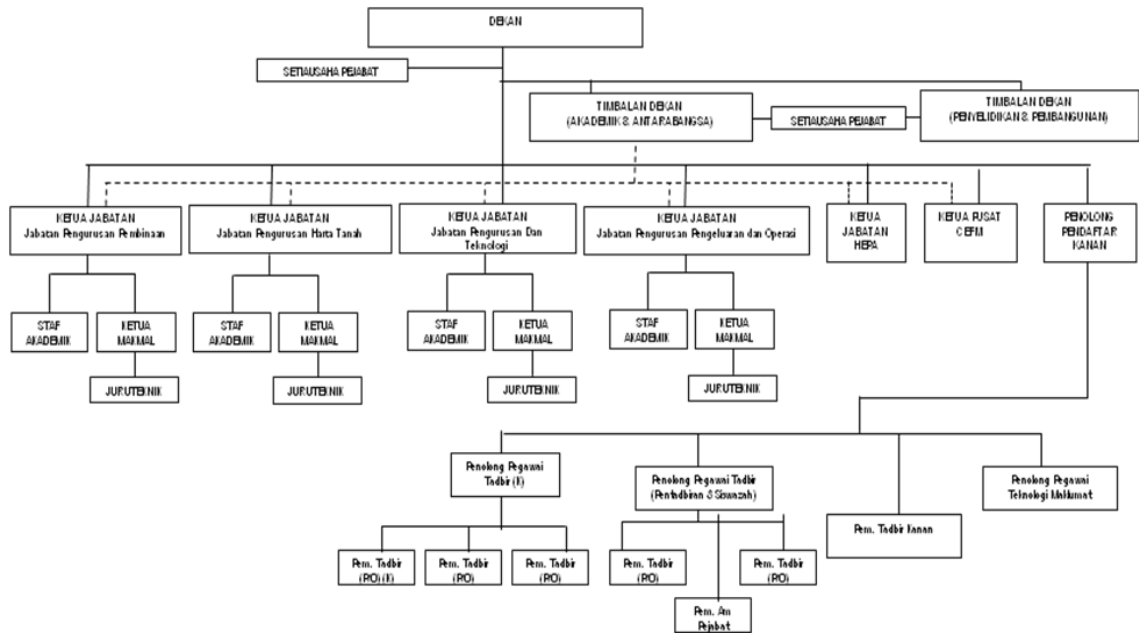 DEKAN
SETIAUSAHA PEJABAT
TIMBALAN DEKAN
(AKADEMIK & ANTARABANGSA)
SETIAUSAHA PEJABAT
TIMBALAN DEKAN
(PENYELIDIKAN & PEMBANGUNAN)
KETUA JABATAN
Jabatan Pengurusan Pembinaan
KETUA JABATAN
Jabatan Pengurusan Harta Tanah
KETUA JABATAN
Jabatan Pengurusan Dan
Teknologi
KETUA JABATAN
Jabatan Pengurusan Pengeluaran dan Operasi
KETUA
JABATAN
HEPA
KETUA PUSAT
CEFM
PENOLONG
PENDAFTAR
KANAN
STAF
AKADEMIK
KETUA
MAKMAL
STAF
AKADEMIK
KETUA
MAKMAL
STAF
AKADEMIK
KETUA
MAKMAL
STAF
AKADEMIK
KETUA
MAKMAL
JURUTEKNIK
JURUTEKNIK
JURUTEKNIK
JURUTEKNIK
Penolong Pegawai
Tadbir (K)
Penolong Pegawai Tadbir
(Pentadbiran & Siswazah)
Pem. Tadbir Kanan
Penolong Pegawai
Teknologi Maklumat
Pem. Tadbir
(P/O) (K)
Pem. Tadbir
(P/O)
Pem. Tadbir
(P/O)
Pem. Tadbir
(P/O)
Pem. Tadbir
(P/O)
Pem. Am
Pejabat